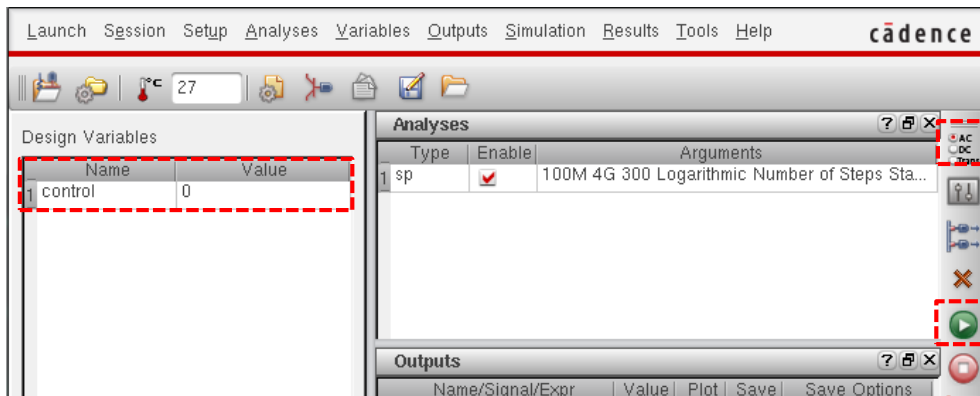 Launch Session Setup Analyses Variables Outputs Simulation Results Tools Help cādence
°C 27
Design Variables
Name Value
1 control 0
Analyses
Type Enable Arguments
1 sp 100M 4G 300 Logarithmic Number of Steps Sta...
AC
DC
Trans
Outputs
Name/Signal/Expr Value Plot Save Save Options